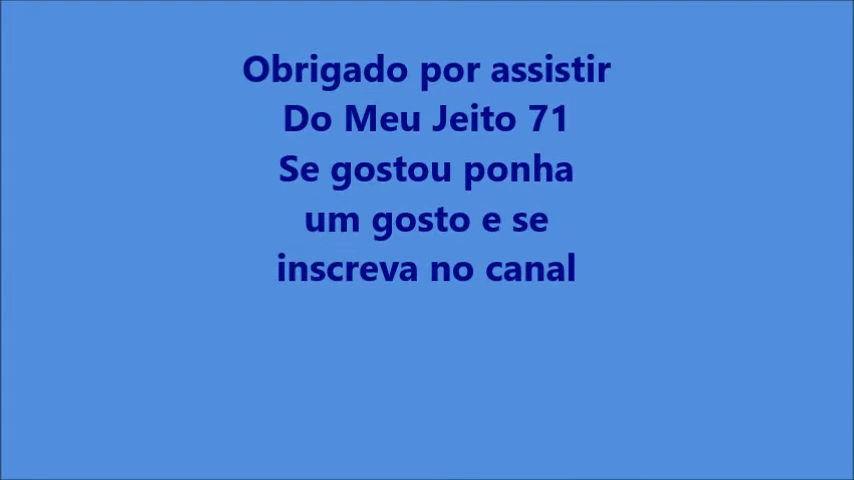 Obrigado por assistir
Do Meu Jeito 71
Se gostou ponha
um gosto e se
inscreva no canal